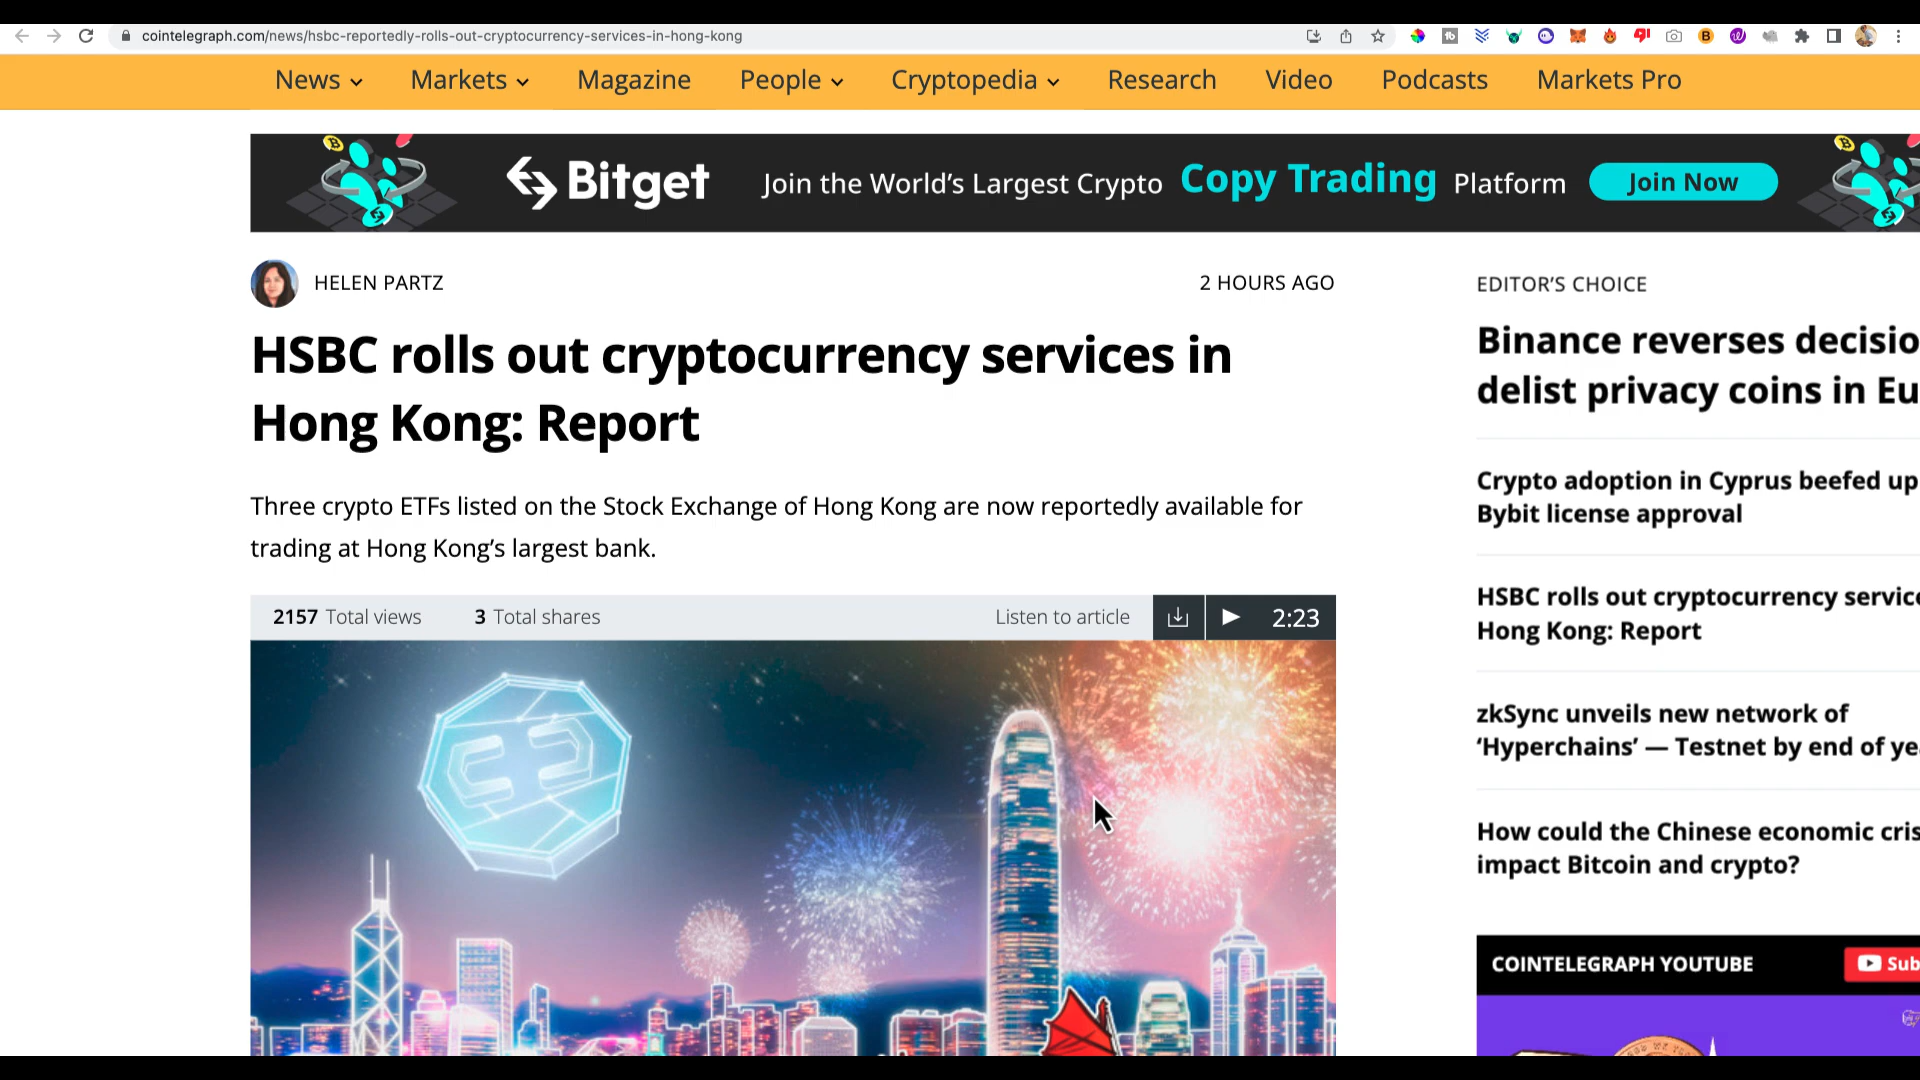 cointelegraph.com/news/hsbc-reportedly-rolls-out-cryptocurrency-services-in-hong-kong
News Markets Magazine People Cryptopedia Research Video Podcasts Markets Pro
Bitget Join the World's Largest Crypto Copy Trading Platform Join Now
HELEN PARTZ
2 HOURS AGO
HSBC rolls out cryptocurrency services in
Hong Kong: Report
Three crypto ETFs listed on the Stock Exchange of Hong Kong are now reportedly available for
trading at Hong Kong’s largest bank.
2157 Total views 3 Total shares Listen to article 2:23
EDITOR’S CHOICE
Binance reverses decisio
delist privacy coins in Eu
Crypto adoption in Cyprus beefed up
Bybit license approval
HSBC rolls out cryptocurrency service
Hong Kong: Report
zkSync unveils new network of
‘Hyperchains’ — Testnet by end of ye
How could the Chinese economic cris
impact Bitcoin and crypto?
COINTELEGRAPH YOUTUBE Sub